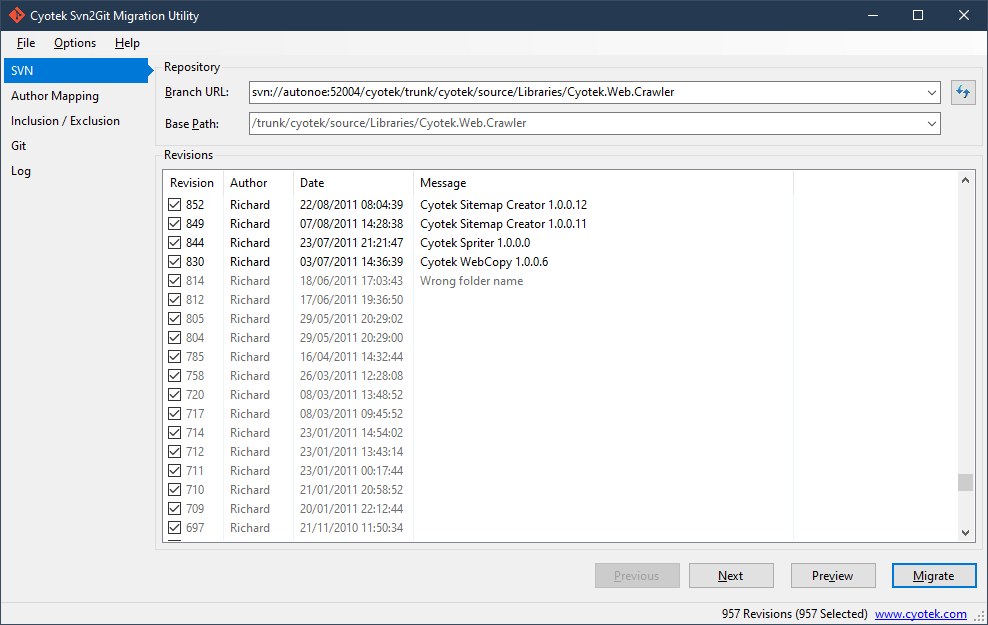 Cyotek Svn2Git Migration Utility
File Options Help
SVN
Author Mapping
Inclusion / Exclusion
Git
Log
Repository
Branch URL: svn://autonoe:52004/cyotek/trunk/cyotek/source/Libraries/Cyotek.Web.Crawler
Base Path: /trunk/cyotek/source/Libraries/Cyotek.Web.Crawler
Revisions
Revision Author Date Message
852 Richard 22/08/2011 08:04:39 Cyotek Sitemap Creator 1.0.0.12
849 Richard 07/08/2011 14:28:38 Cyotek Sitemap Creator 1.0.0.11
844 Richard 23/07/2011 21:21:47 Cyotek Spriter 1.0.0.0
830 Richard 03/07/2011 14:36:39 Cyotek WebCopy 1.0.0.6
814 Richard 18/06/2011 17:03:43 Wrong folder name
812 Richard 17/06/2011 19:36:50
805 Richard 29/05/2011 20:29:02
804 Richard 29/05/2011 20:29:00
785 Richard 16/04/2011 14:32:44
758 Richard 26/03/2011 12:28:08
720 Richard 08/03/2011 13:48:52
717 Richard 08/03/2011 09:45:52
714 Richard 23/01/2011 14:54:02
712 Richard 23/01/2011 13:43:14
711 Richard 23/01/2011 00:17:44
710 Richard 21/01/2011 20:58:52
709 Richard 20/01/2011 22:12:44
697 Richard 21/11/2010 11:50:34
Previous Next Preview Migrate
957 Revisions (957 Selected) www.cyotek.com